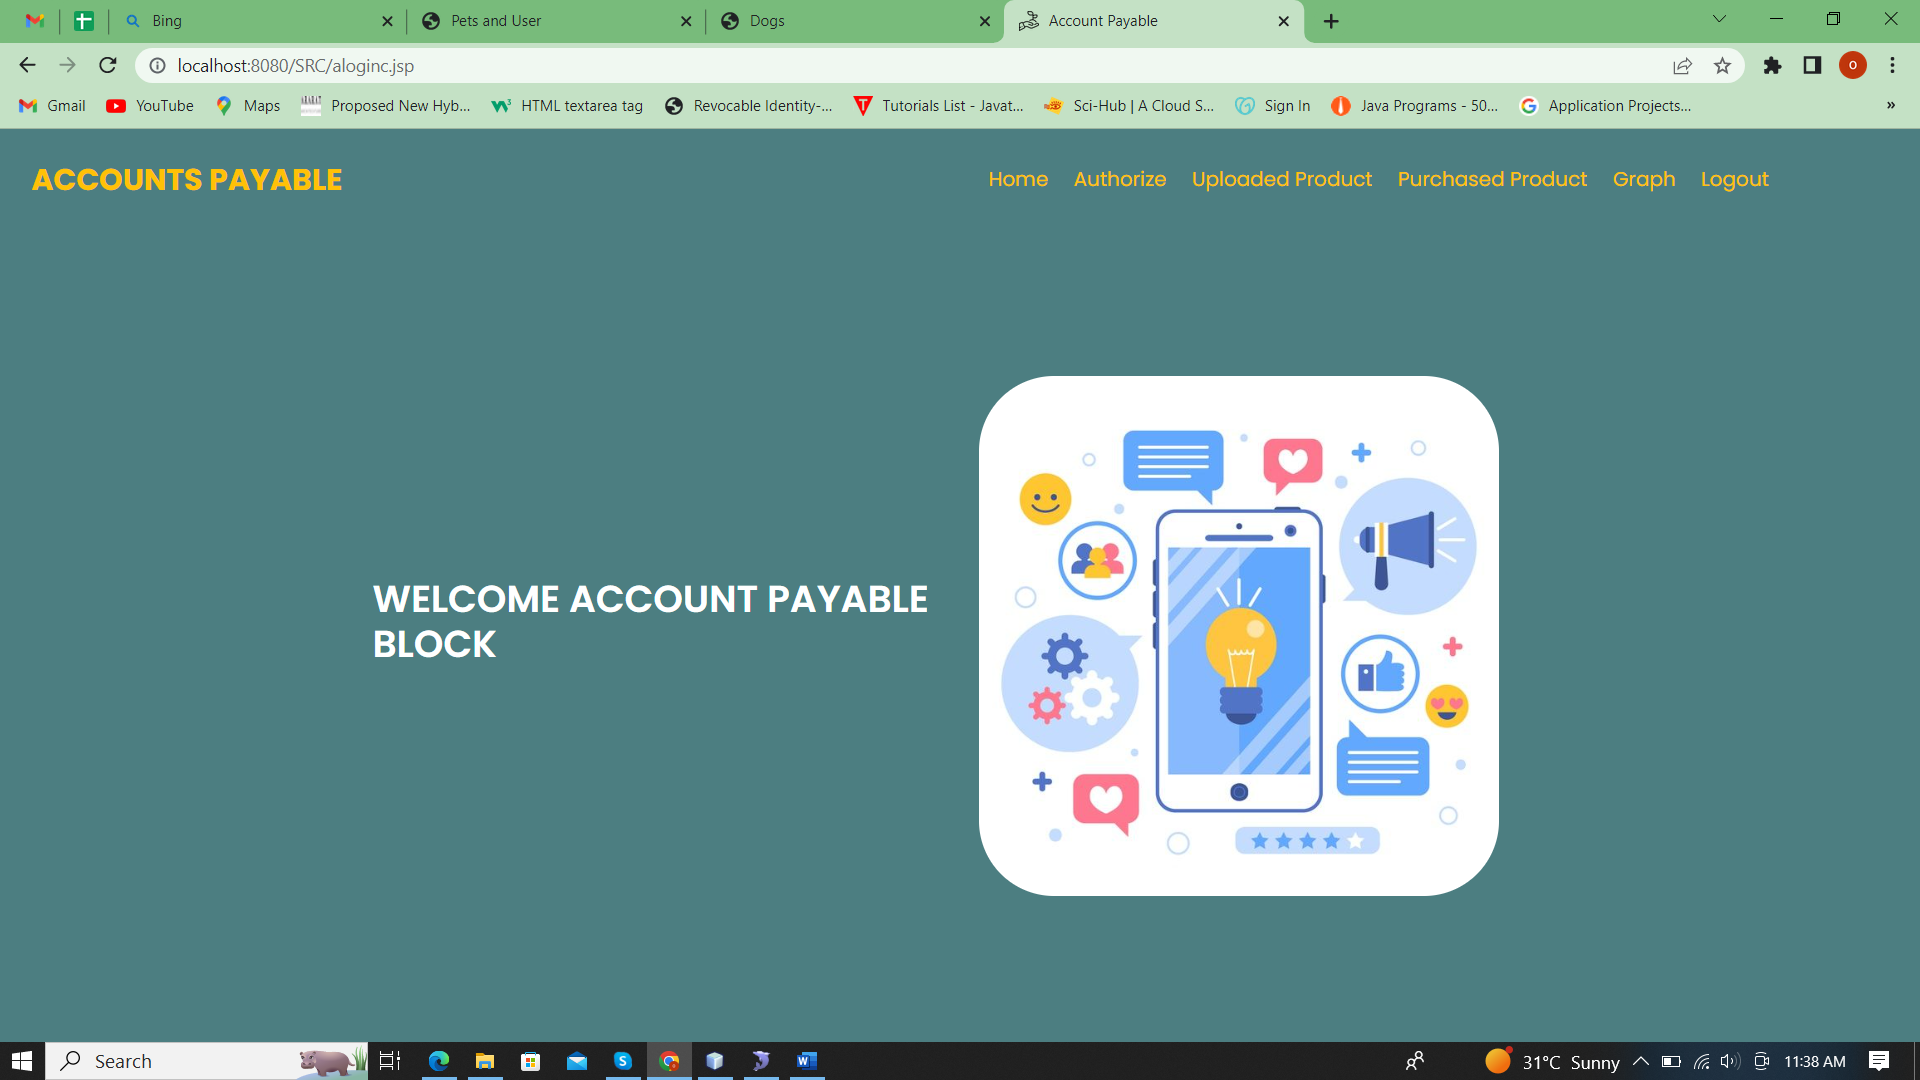 Bing
Pets and User
Dogs
Account Payable
localhost:8080/SRC/aloginc.jsp
O
Gmail
YouTube
Maps
Proposed New Hyb...
HTML textarea tag
Revocable Identity-...
Tutorials List - Javat...
Sci-Hub | A Cloud S...
Sign In
Java Programs - 50...
Application Projects...
»
ACCOUNTS PAYABLE
Home Authorize Uploaded Product Purchased Product Graph Logout
WELCOME ACCOUNT PAYABLE
BLOCK
Search
31°C Sunny
11:38 AM